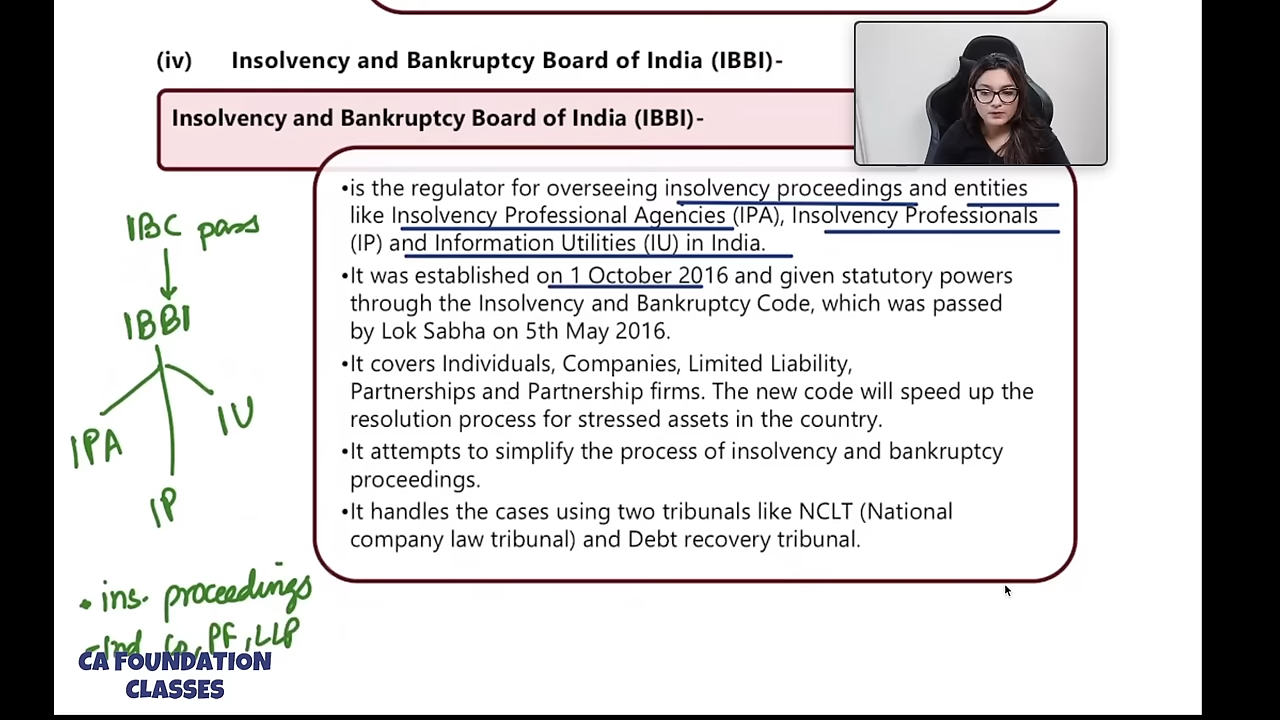 (iv) Insolvency and Bankruptcy Board of India (IBBI)-
Insolvency and Bankruptcy Board of India (IBBI)-
•is the regulator for overseeing insolvency proceedings and entities
like Insolvency Professional Agencies (IPA), Insolvency Professionals
(IP) and Information Utilities (IU) in India.
•It was established on 1 October 2016 and given statutory powers
through the Insolvency and Bankruptcy Code, which was passed
by Lok Sabha on 5th May 2016.
•It covers Individuals, Companies, Limited Liability,
Partnerships and Partnership firms. The new code will speed up the
resolution process for stressed assets in the country.
•It attempts to simplify the process of insolvency and bankruptcy
proceedings.
•It handles the cases using two tribunals like NCLT (National
company law tribunal) and Debt recovery tribunal.
IBC pass
IBBI
IPA
IU
IP
• ins. proceedings
-Ind, Co, PF, LLP
CA FOUNDATION
CLASSES